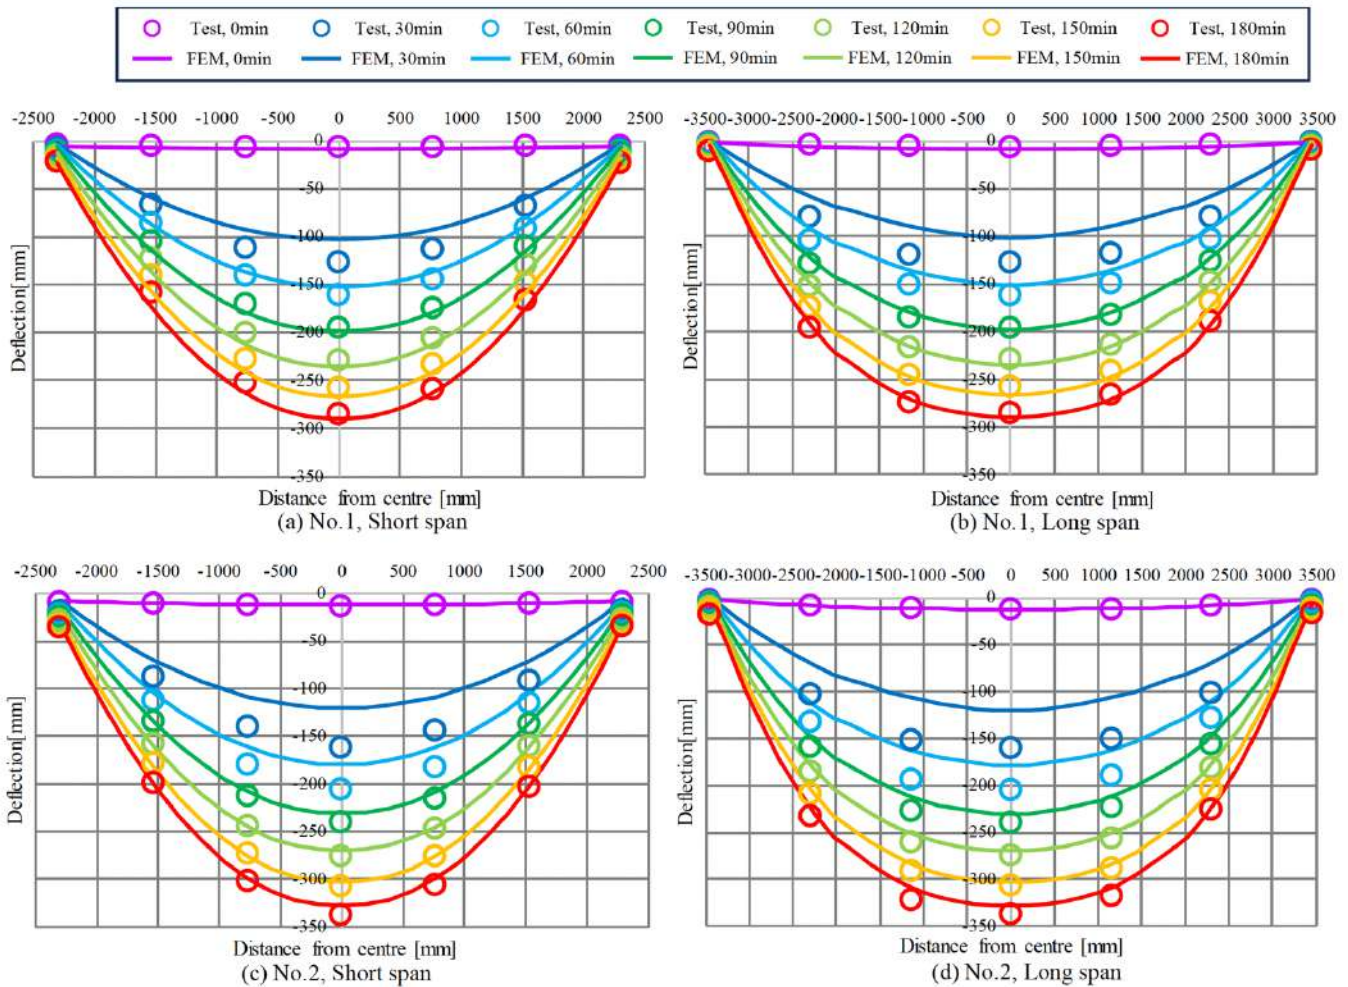 Test, 0min Test, 30min Test, 60min Test, 90min Test, 120min Test, 150min Test, 180min
FEM, 0min FEM, 30min FEM, 60min FEM, 90min FEM, 120min FEM, 150min FEM, 180min
-2500 -2000 -1500 -1000 -500 0 500 1000 1500 2000 2500
0
-50
-100
-150
-200
-250
-300
-350
Deflection[mm]
Distance from centre [mm]
(a) No.1, Short span
-3500 -3000 -2500 -2000 -1500 -1000 -500 0 500 1000 1500 2000 2500 3000 3500
0
-50
-100
-150
-200
-250
-300
-350
Deflection[mm]
Distance from centre [mm]
(b) No.1, Long span
-2500 -2000 -1500 -1000 -500 0 500 1000 1500 2000 2500
0
-50
-100
-150
-200
-250
-300
-350
Deflection[mm]
Distance from centre [mm]
(c) No.2, Short span
-3500 -3000 -2500 -2000 -1500 -1000 -500 0 500 1000 1500 2000 2500 3000 3500
0
-50
-100
-150
-200
-250
-300
-350
Deflection[mm]
Distance from centre [mm]
(d) No.2, Long span